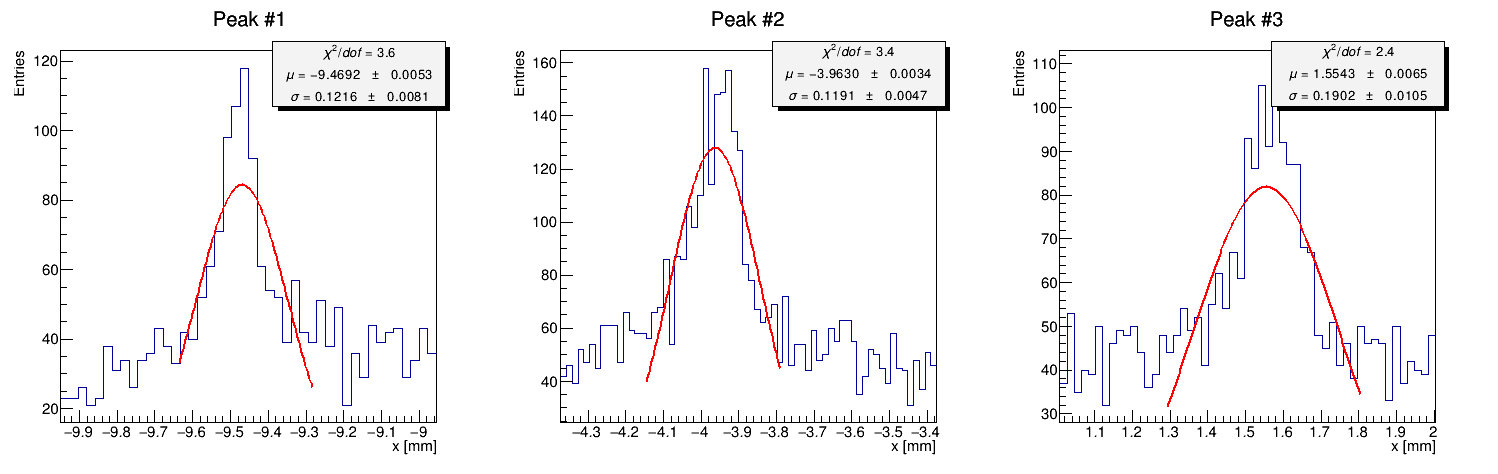 Peak #1
Entries
χ²/dof = 3.6
μ = −9.4692 ± 0.0053
σ = 0.1216 ± 0.0081
120
100
80
60
40
20
−9.9 −9.8 −9.7 −9.6 −9.5 −9.4 −9.3 −9.2 −9.1 −9
x [mm]
Peak #2
Entries
χ²/dof = 3.4
μ = −3.9630 ± 0.0034
σ = 0.1191 ± 0.0047
160
140
120
100
80
60
40
−4.3 −4.2 −4.1 −4 −3.9 −3.8 −3.7 −3.6 −3.5 −3.4
x [mm]
Peak #3
Entries
χ²/dof = 2.4
μ = 1.5543 ± 0.0065
σ = 0.1902 ± 0.0105
110
100
90
80
70
60
50
40
30
1.1 1.2 1.3 1.4 1.5 1.6 1.7 1.8 1.9 2
x [mm]